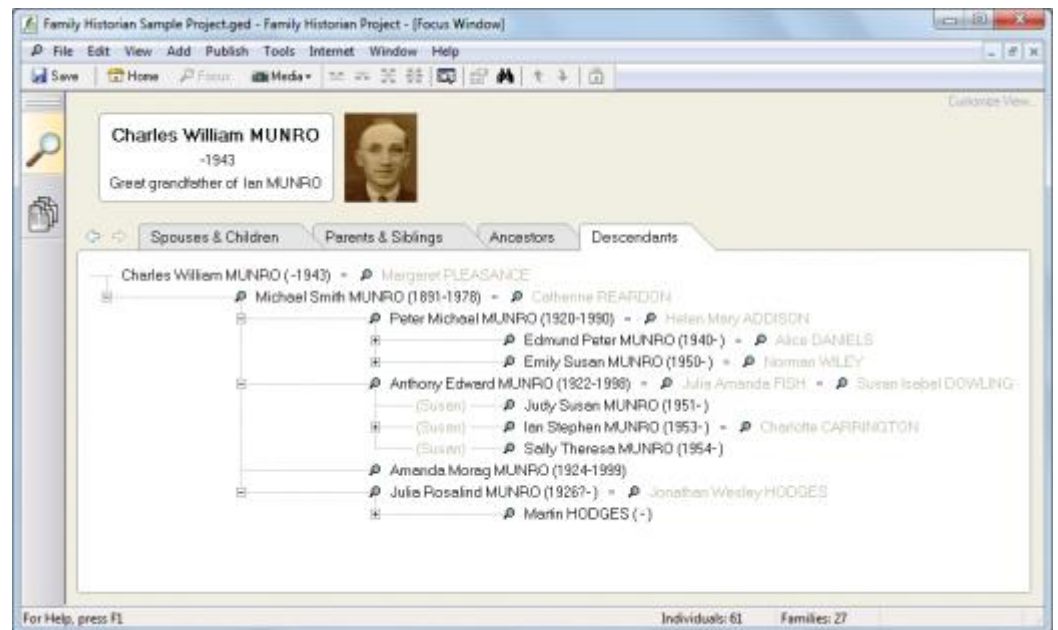 Family Historian Sample Project.ged - Family Historian Project - [Focus Window]
File Edit View Add Publish Tools Internet Window Help
Save Home Focus Media
Customize View...
Charles William MUNRO
-1943
Great grandfather of Ian MUNRO
Spouses & Children Parents & Siblings Ancestors Descendants
Charles William MUNRO (-1943) = Margaret PLEASANCE
Michael Smith MUNRO (1891-1978) = Catherine REARDON
Peter Michael MUNRO (1920-1990) = Helen Mary ADDISON
Edmund Peter MUNRO (1940- ) = Alice DANIELS
Emily Susan MUNRO (1950- ) = Norman WILEY
Anthony Edward MUNRO (1922-1998) = Julia Amanda FISH = Susan Isabel DOWLING
(Susan) Judy Susan MUNRO (1951- )
(Susan) Ian Stephen MUNRO (1953- ) = Charlotte CARRINGTON
(Susan) Sally Theresa MUNRO (1954- )
Amanda Morag MUNRO (1924-1999)
Julia Rosalind MUNRO (1926?- ) = Jonathan Wesley HODGES
Martin HODGES ( - )
For Help, press F1 Individuals: 61 Families: 27